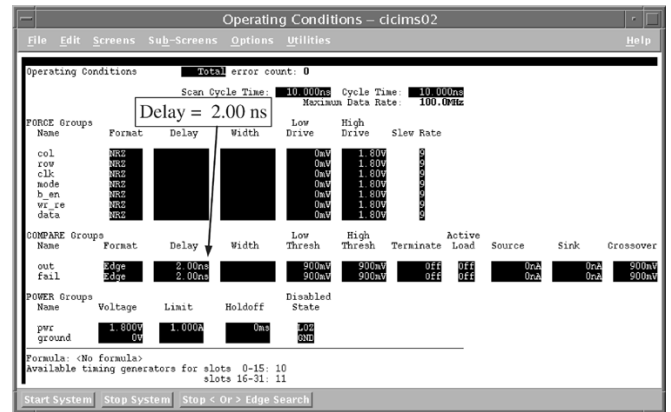 Operating Conditions – cicims02
File Edit Screens Sub-Screens Options Utilities Help
Operating Conditions Total error count: 0
Scan Cycle Time: 10.000ns Cycle Time: 10.000ns
Maximum Data Rate: 100.0MHz
Delay = 2.00 ns
FORCE Groups Low High
Name Format Delay Width Drive Drive Slew Rate
col NRZ 0mV 1.80V 9
row NRZ 0mV 1.80V 9
clk NRZ 0mV 1.80V 9
mode NRZ 0mV 1.80V 9
b_en NRZ 0mV 1.80V 9
wr_re NRZ 0mV 1.80V 9
data NRZ 0mV 1.80V 9
COMPARE Groups Low High Active
Name Format Delay Width Thresh Thresh Terminate Load Source Sink Crossover
out Edge 2.00ns 900mV 900mV Off Off 0nA 0nA 900mV
fail Edge 2.00ns 900mV 900mV Off Off 0nA 0nA 900mV
POWER Groups Disabled
Name Voltage Limit Holdoff State
pwr 1.800V 1.000A 0ms LOZ
ground 0V GND
Formula: <No formula>
Available timing generators for slots 0-15: 10
slots 16-31: 11
Start System Stop System Stop < Or > Edge Search